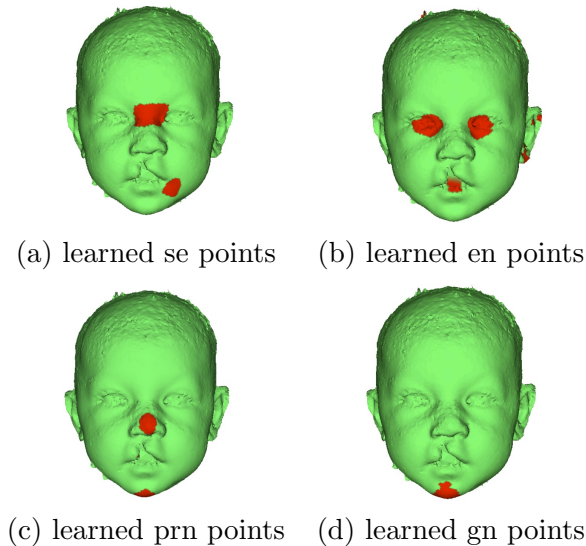 (a) learned se points
(b) learned en points
(c) learned prn points
(d) learned gn points